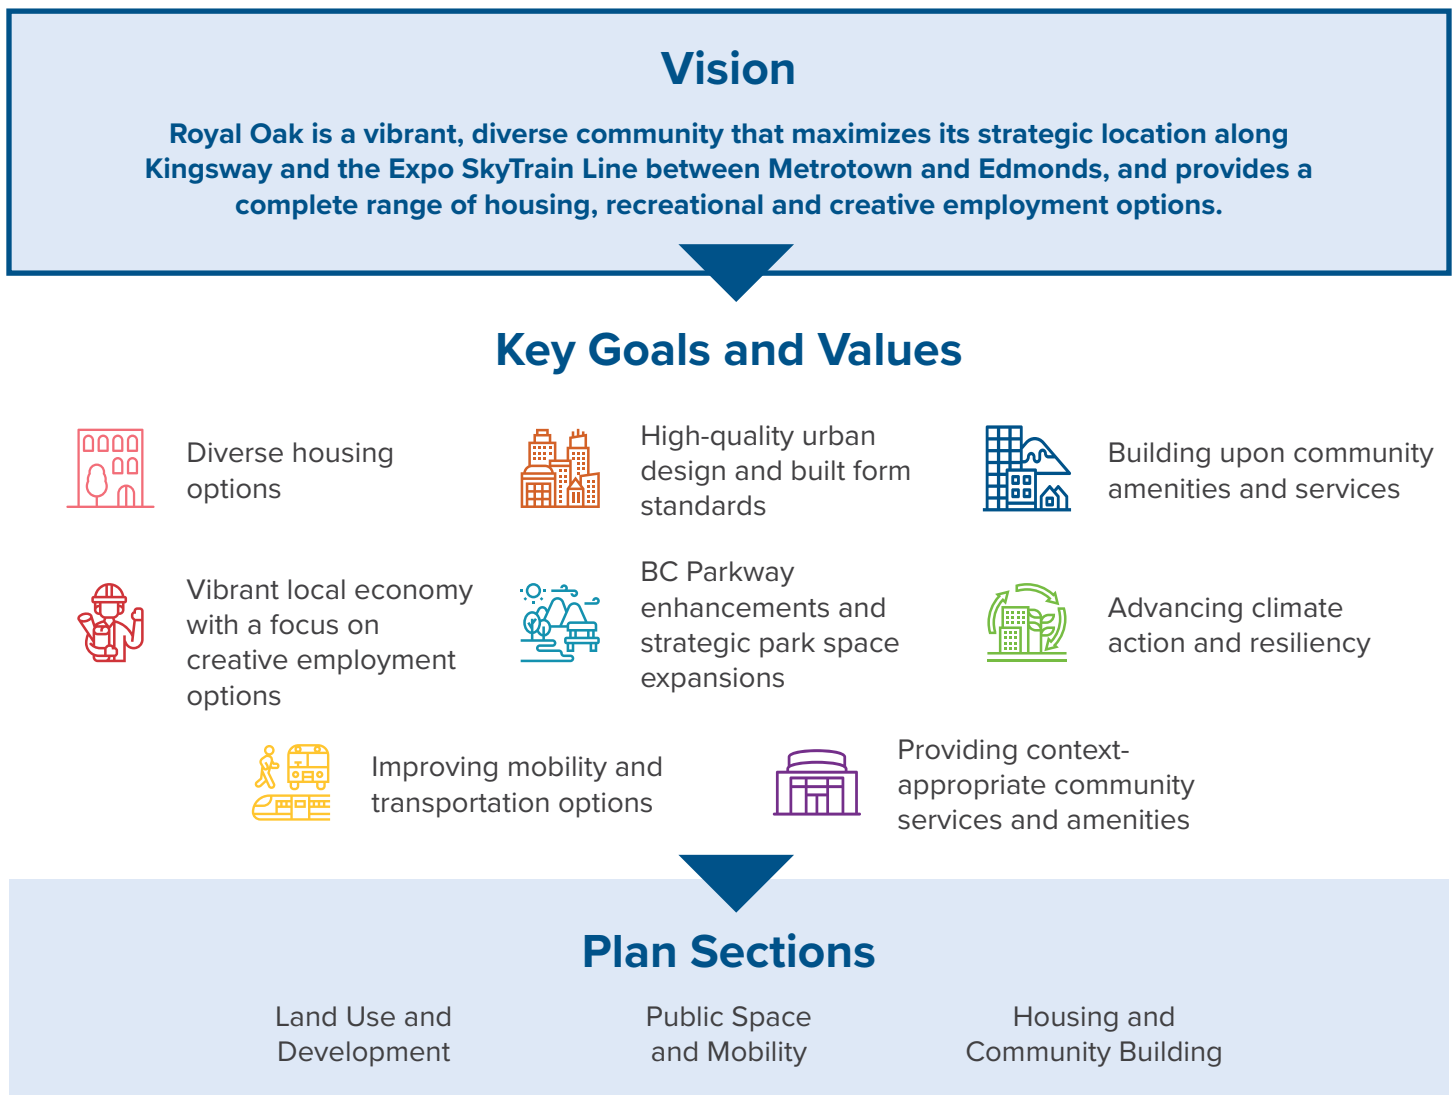 Vision
Royal Oak is a vibrant, diverse community that maximizes its strategic location along
Kingsway and the Expo SkyTrain Line between Metrotown and Edmonds, and provides a
complete range of housing, recreational and creative employment options.
Key Goals and Values
Diverse housing
options
High-quality urban
design and built form
standards
Building upon community
amenities and services
Vibrant local economy
with a focus on
creative employment
options
BC Parkway
enhancements and
strategic park space
expansions
Advancing climate
action and resiliency
Improving mobility and
transportation options
Providing context-
appropriate community
services and amenities
Plan Sections
Land Use and
Development
Public Space
and Mobility
Housing and
Community Building